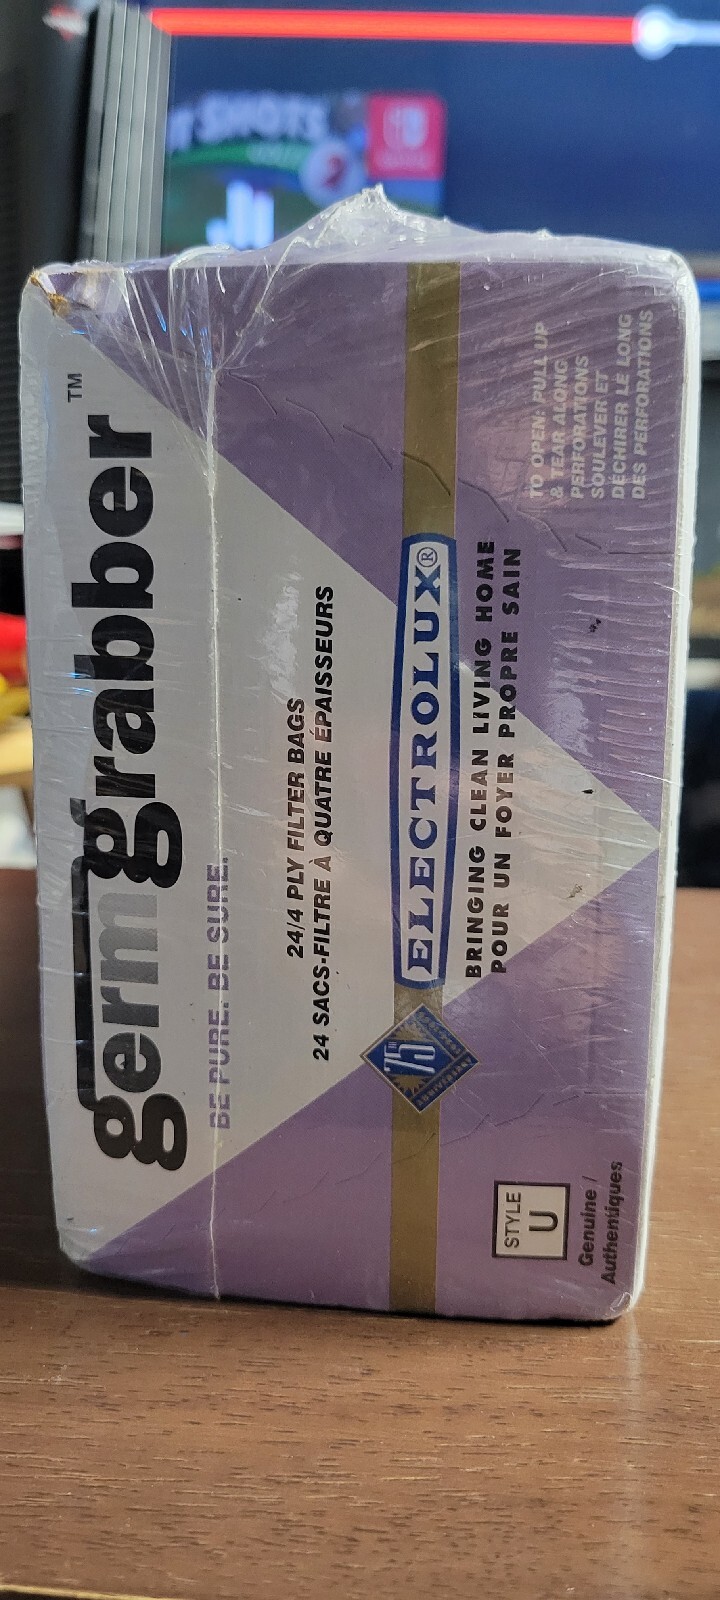 germgrabber™
BE PURE. BE SURE.
24/4 PLY FILTER BAGS
24 SACS-FILTRE À QUATRE ÉPAISSEURS
ELECTROLUX®
BRINGING CLEAN LIVING HOME
POUR UN FOYER PROPRE SAIN
75TH
ANNIVERSARY
STYLE
U
Genuine /
Authentiques
TO OPEN: PULL UP
& TEAR ALONG
PERFORATIONS
SOULEVER ET
DÉCHIRER LE LONG
DES PERFORATIONS
SHOTS